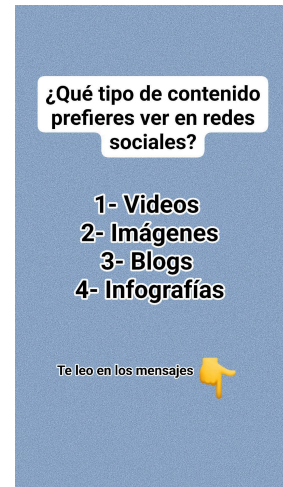 ¿Qué tipo de contenido
prefieres ver en redes
sociales?
1- Videos
2- Imágenes
3- Blogs
4- Infografías
Te leo en los mensajes